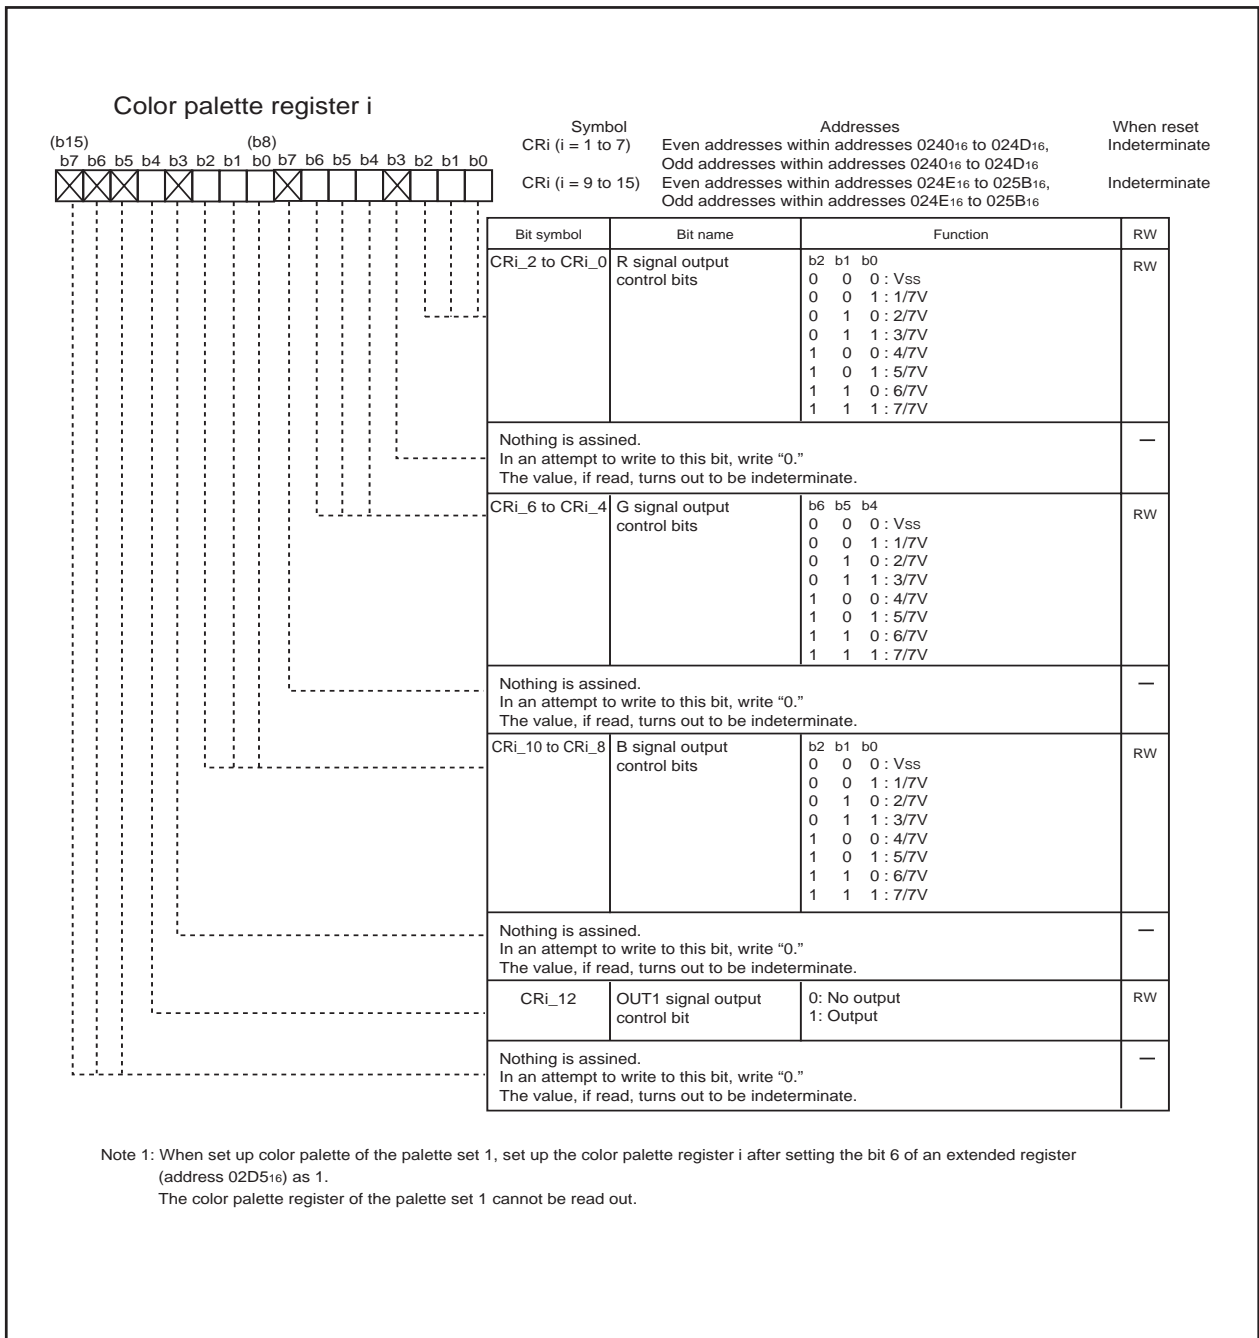 Color palette register i
(b15) (b8)
b7 b6 b5 b4 b3 b2 b1 b0 b7 b6 b5 b4 b3 b2 b1 b0
Symbol Addresses When reset
CRi (i = 1 to 7) Even addresses within addresses 024016 to 024D16, Indeterminate
Odd addresses within addresses 024016 to 024D16
CRi (i = 9 to 15) Even addresses within addresses 024E16 to 025B16, Indeterminate
Odd addresses within addresses 024E16 to 025B16
Bit symbol Bit name Function RW
CRi_2 to CRi_0 R signal output b2 b1 b0 RW
control bits 0 0 0 : Vss
0 0 1 : 1/7V
0 1 0 : 2/7V
0 1 1 : 3/7V
1 0 0 : 4/7V
1 0 1 : 5/7V
1 1 0 : 6/7V
1 1 1 : 7/7V
Nothing is assined. —
In an attempt to write to this bit, write “0.”
The value, if read, turns out to be indeterminate.
CRi_6 to CRi_4 G signal output b6 b5 b4 RW
control bits 0 0 0 : Vss
0 0 1 : 1/7V
0 1 0 : 2/7V
0 1 1 : 3/7V
1 0 0 : 4/7V
1 0 1 : 5/7V
1 1 0 : 6/7V
1 1 1 : 7/7V
Nothing is assined. —
In an attempt to write to this bit, write “0.”
The value, if read, turns out to be indeterminate.
CRi_10 to CRi_8 B signal output b2 b1 b0 RW
control bits 0 0 0 : Vss
0 0 1 : 1/7V
0 1 0 : 2/7V
0 1 1 : 3/7V
1 0 0 : 4/7V
1 0 1 : 5/7V
1 1 0 : 6/7V
1 1 1 : 7/7V
Nothing is assined. —
In an attempt to write to this bit, write “0.”
The value, if read, turns out to be indeterminate.
CRi_12 OUT1 signal output 0: No output RW
control bit 1: Output
Nothing is assined. —
In an attempt to write to this bit, write “0.”
The value, if read, turns out to be indeterminate.
Note 1: When set up color palette of the palette set 1, set up the color palette register i after setting the bit 6 of an extended register
(address 02D516) as 1.
The color palette register of the palette set 1 cannot be read out.